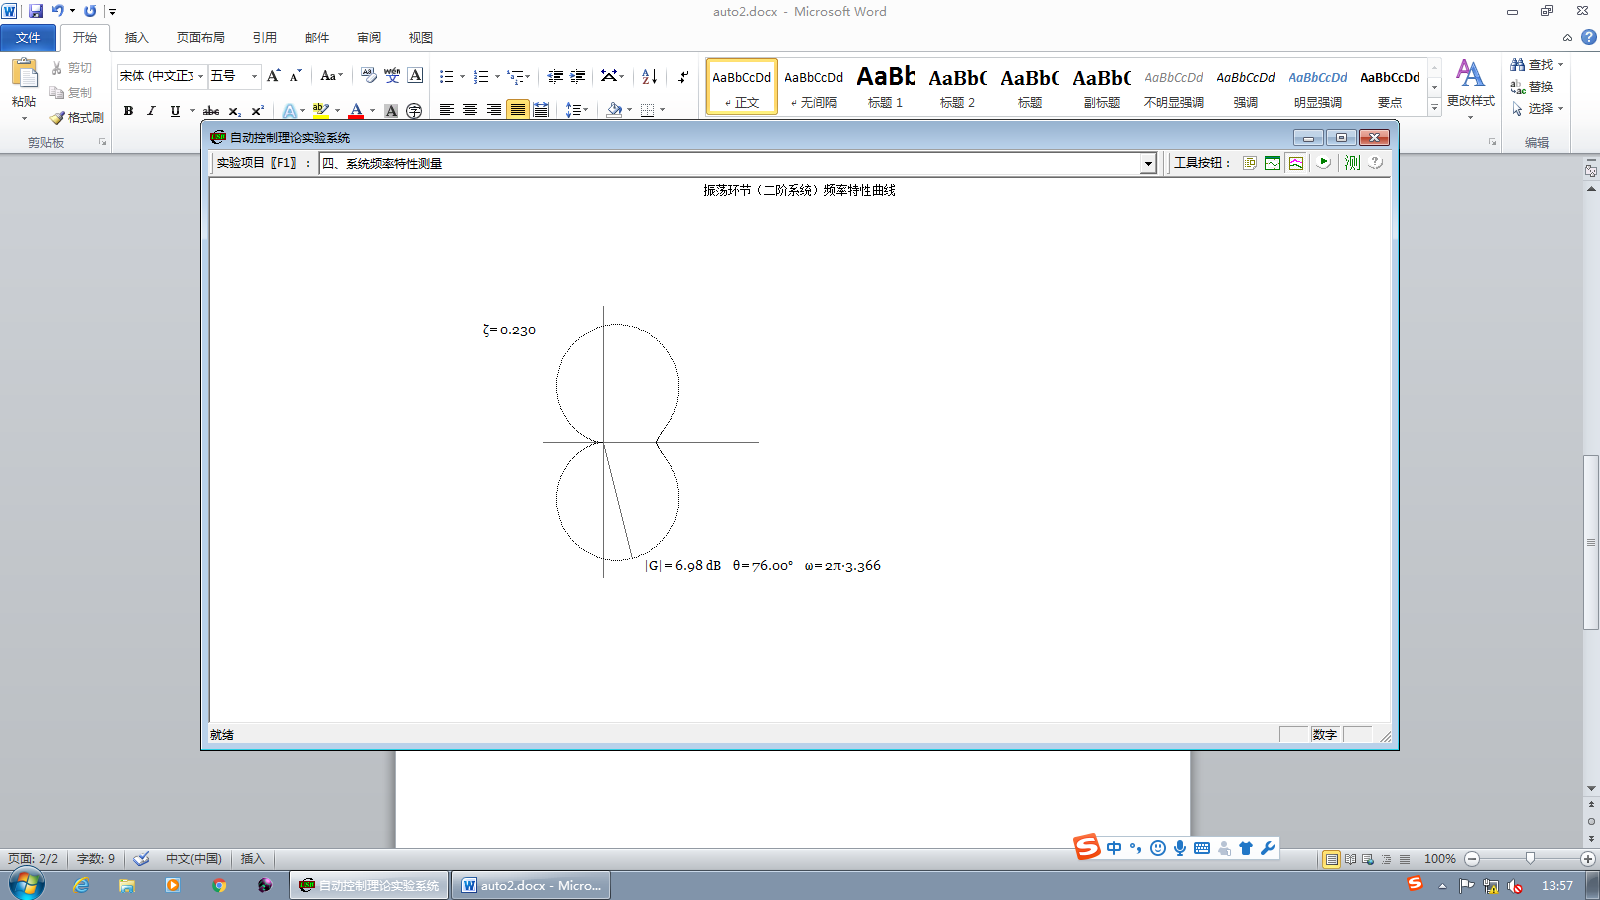 auto2.docx - Microsoft Word
文件 开始 插入 页面布局 引用 邮件 审阅 视图
粘贴 剪切 复制 格式刷
宋体 (中文正文 五号
AaBbCcDd AaBbCcDd AaBb AaBbC AaBbC AaBbC AaBbCcDd AaBbCcDd AaBbCcDd AaBbCcDd
正文 无间隔 标题 1 标题 2 标题 副标题 不明显强调 强调 明显强调 要点
更改样式
查找 替换 选择
剪贴板 编辑
自动控制理论实验系统
实验项目〖F1〗: 四、系统频率特性测量 工具按钮:
振荡环节（二阶系统）频率特性曲线
ζ=0.230
|G|=6.98 dB θ=76.00° ω=2π·3.366
就绪 数字
中
页面: 2/2 字数: 9 中文(中国) 插入 100%
自动控制理论实验系统 auto2.docx - Micro... 13:57